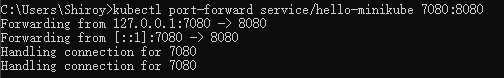 C:\Users\Shiroy>kubectl port-forward service/hello-minikube 7080:8080
Forwarding from 127.0.0.1:7080 -> 8080
Forwarding from [::1]:7080 -> 8080
Handling connection for 7080
Handling connection for 7080